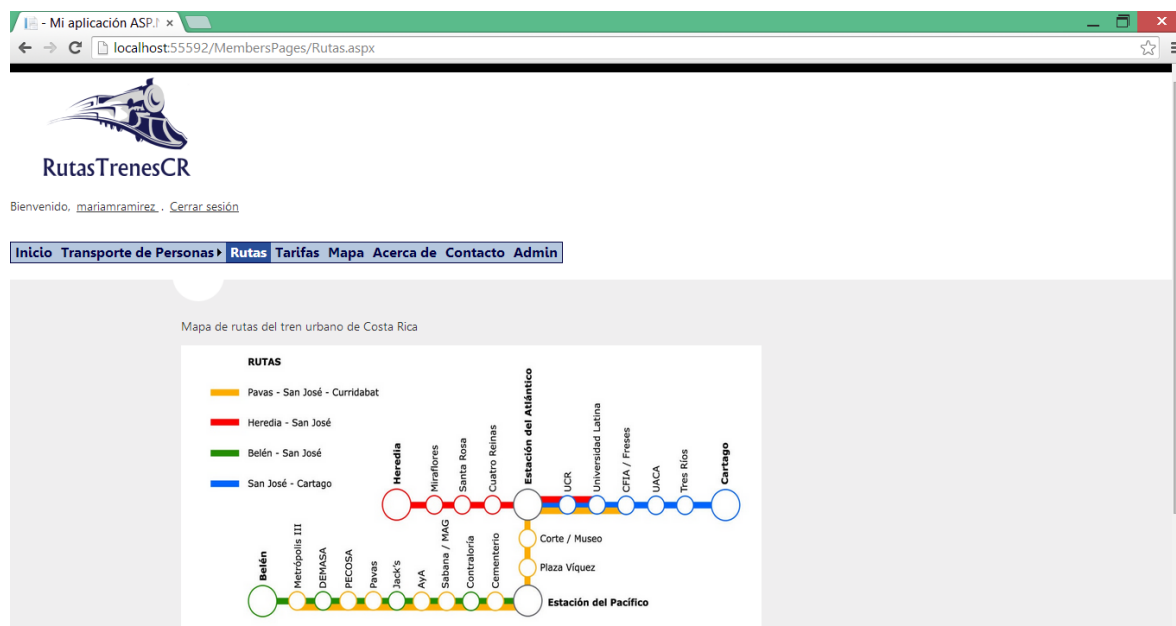 - Mi aplicación ASP.N
localhost:55592/MembersPages/Rutas.aspx
RutasTrenesCR
Bienvenido, mariamramirez . Cerrar sesión
Inicio Transporte de Personas Rutas Tarifas Mapa Acerca de Contacto Admin
Mapa de rutas del tren urbano de Costa Rica
RUTAS
Pavas - San José - Curridabat
Heredia - San José
Belén - San José
San José - Cartago
Heredia
Miraflores
Santa Rosa
Cuatro Reinas
Estación del Atlántico
UCR
Universidad Latina
CFIA / Freses
UACA
Tres Ríos
Cartago
Corte / Museo
Plaza Víquez
Belén
Metrópolis III
DEMASA
PECOSA
Pavas
Jack's
AyA
Sabana / MAG
Contraloría
Cementerio
Estación del Pacífico